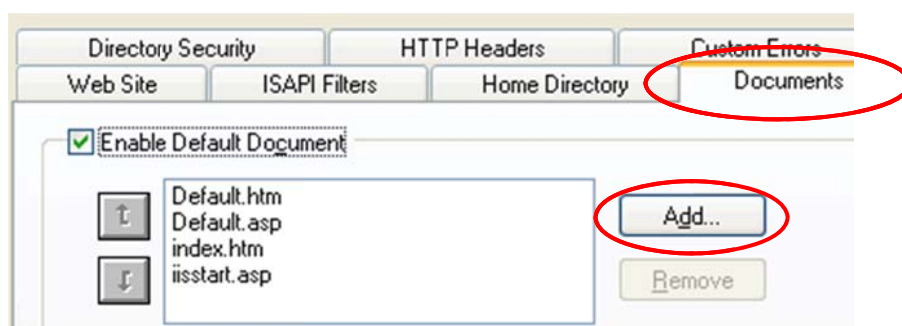 Directory Security HTTP Headers Custom Errors
Web Site ISAPI Filters Home Directory Documents
Enable Default Document
Default.htm
Default.asp
index.htm
iisstart.asp
Add...
Remove